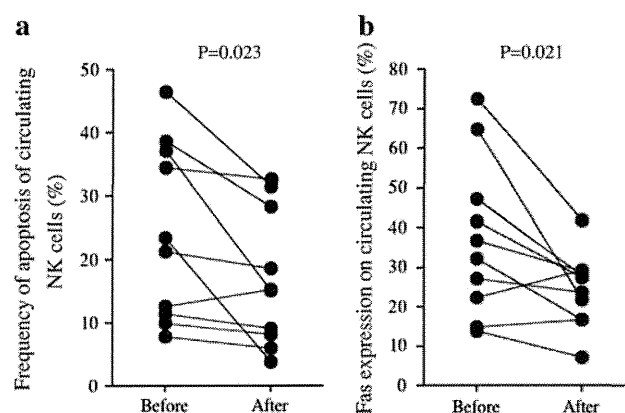 a
P=0.023
Frequency of apoptosis of circulating
NK cells (%)
50
40
30
20
10
0
Before
After
b
P=0.021
Fas expression on circulating NK cells (%)
80
70
60
50
40
30
20
10
0
Before
After